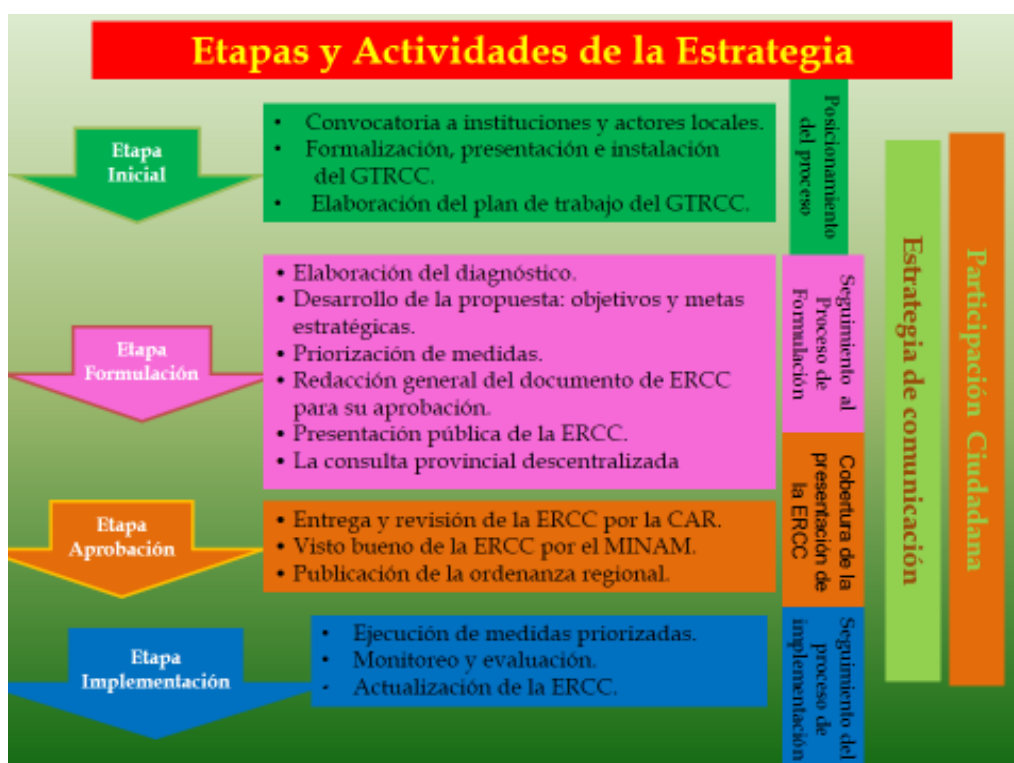 Etapas y Actividades de la Estrategia
Etapa
Inicial
• Convocatoria a instituciones y actores locales.
• Formalización, presentación e instalación
del GTRCC.
• Elaboración del plan de trabajo del GTRCC.
Posicionamiento
del proceso
Etapa
Formulación
• Elaboración del diagnóstico.
• Desarrollo de la propuesta: objetivos y metas
estratégicas.
• Priorización de medidas.
• Redacción general del documento de ERCC
para su aprobación.
• Presentación pública de la ERCC.
• La consulta provincial descentralizada
Seguimiento al
Proceso de
Formulación
Etapa
Aprobación
• Entrega y revisión de la ERCC por la CAR.
• Visto bueno de la ERCC por el MINAM.
• Publicación de la ordenanza regional.
Cobertura de la
presentación de
la ERCC
Etapa
Implementación
• Ejecución de medidas priorizadas.
• Monitoreo y evaluación.
- Actualización de la ERCC.
Seguimiento del
proceso de
implementación
Estrategia de comunicación
Participación Ciudadana